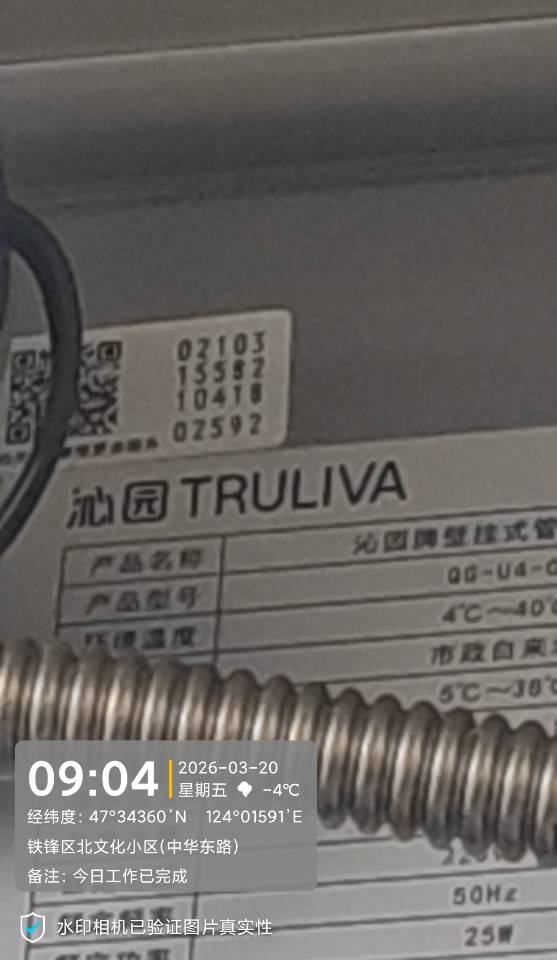 02103
15582
10418
02592
沁园 TRULIVA
产品名称 沁园牌壁挂式管
产品型号 QG-U4-0
环境温度 4℃~40℃
市政自来
5℃~38℃
50Hz
25W
09:04
2026-03-20
星期五 -4℃
经纬度: 47°34360'N 124°01591'E
铁锋区北文化小区(中华东路)
备注: 今日工作已完成
水印相机已验证图片真实性